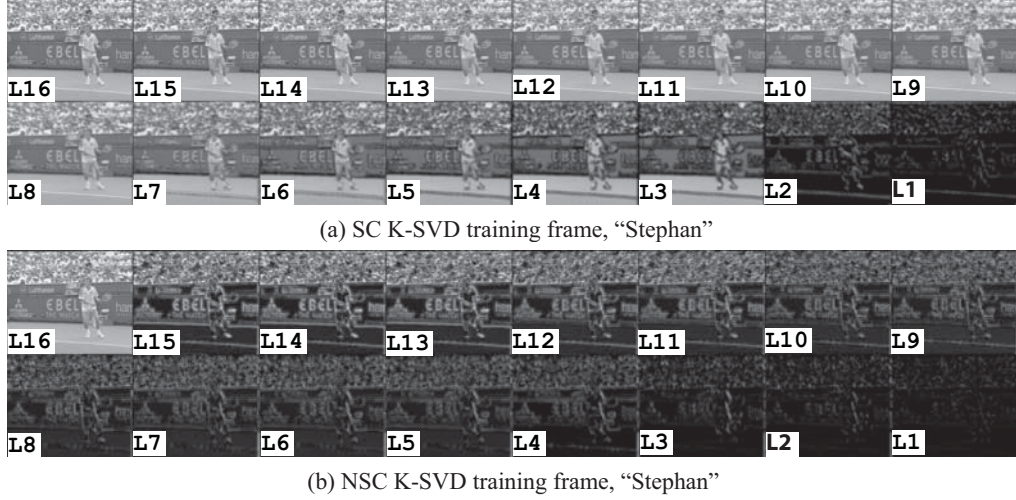 L16 L15 L14 L13 L12 L11 L10 L9
L8 L7 L6 L5 L4 L3 L2 L1
(a) SC K-SVD training frame, “Stephan”
EBEL
L16 L15 L14 L13 L12 L11 L10 L9
L8 L7 L6 L5 L4 L3 L2 L1
(b) NSC K-SVD training frame, “Stephan”